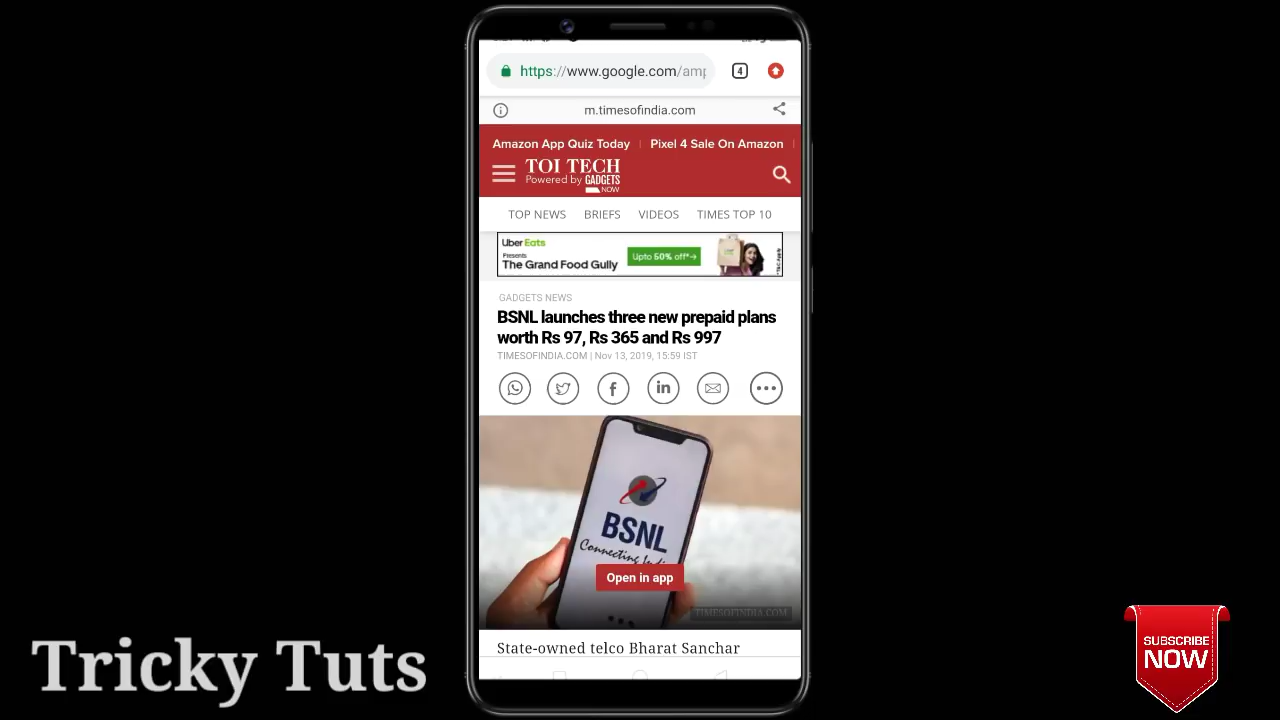 https://www.google.com/amp
4
m.timesofindia.com
Amazon App Quiz Today | Pixel 4 Sale On Amazon |
TOI TECH
Powered by GADGETS NOW
TOP NEWS BRIEFS VIDEOS TIMES TOP 10
Uber Eats
Presents
The Grand Food Gully
Upto 50% off*→
GADGETS NEWS
BSNL launches three new prepaid plans
worth Rs 97, Rs 365 and Rs 997
TIMESOFINDIA.COM | Nov 13, 2019, 15:59 IST
BSNL
Connecting
Open in app
TIMESOFINDIA.COM
State-owned telco Bharat Sanchar
Tricky Tuts
SUBSCRIBE
NOW